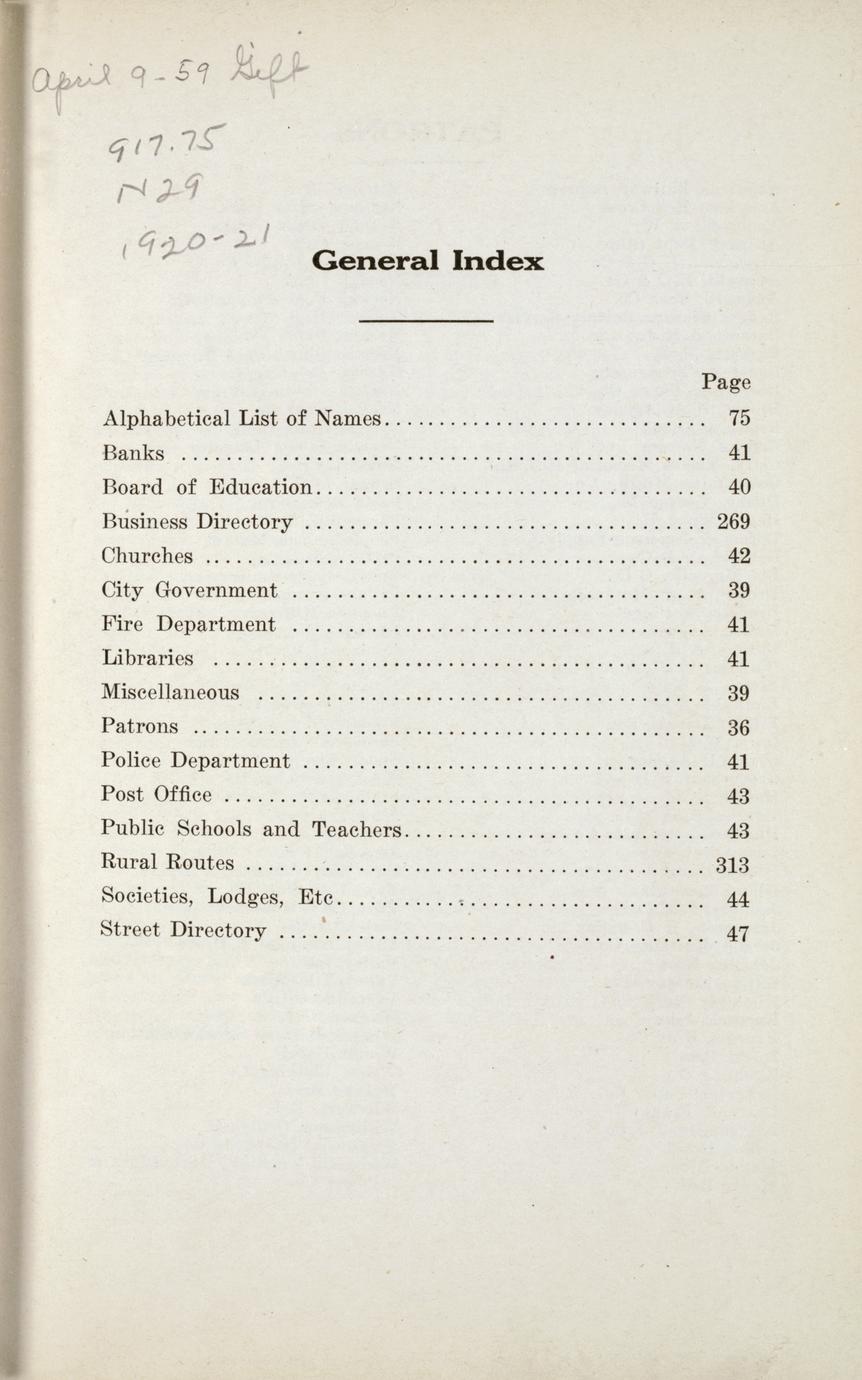 April 9-59 Gift
917.75
N29
1920-21
General Index
Page
Alphabetical List of Names............................ 75
Banks ............................................... 41
Board of Education................................... 40
Business Directory .................................... 269
Churches ............................................. 42
City Government ..................................... 39
Fire Department ..................................... 41
Libraries ............................................ 41
Miscellaneous ........................................ 39
Patrons .............................................. 36
Police Department .................................... 41
Post Office ........................................... 43
Public Schools and Teachers........................... 43
Rural Routes ......................................... 313
Societies, Lodges, Etc................................. 44
Street Directory ...................................... 47